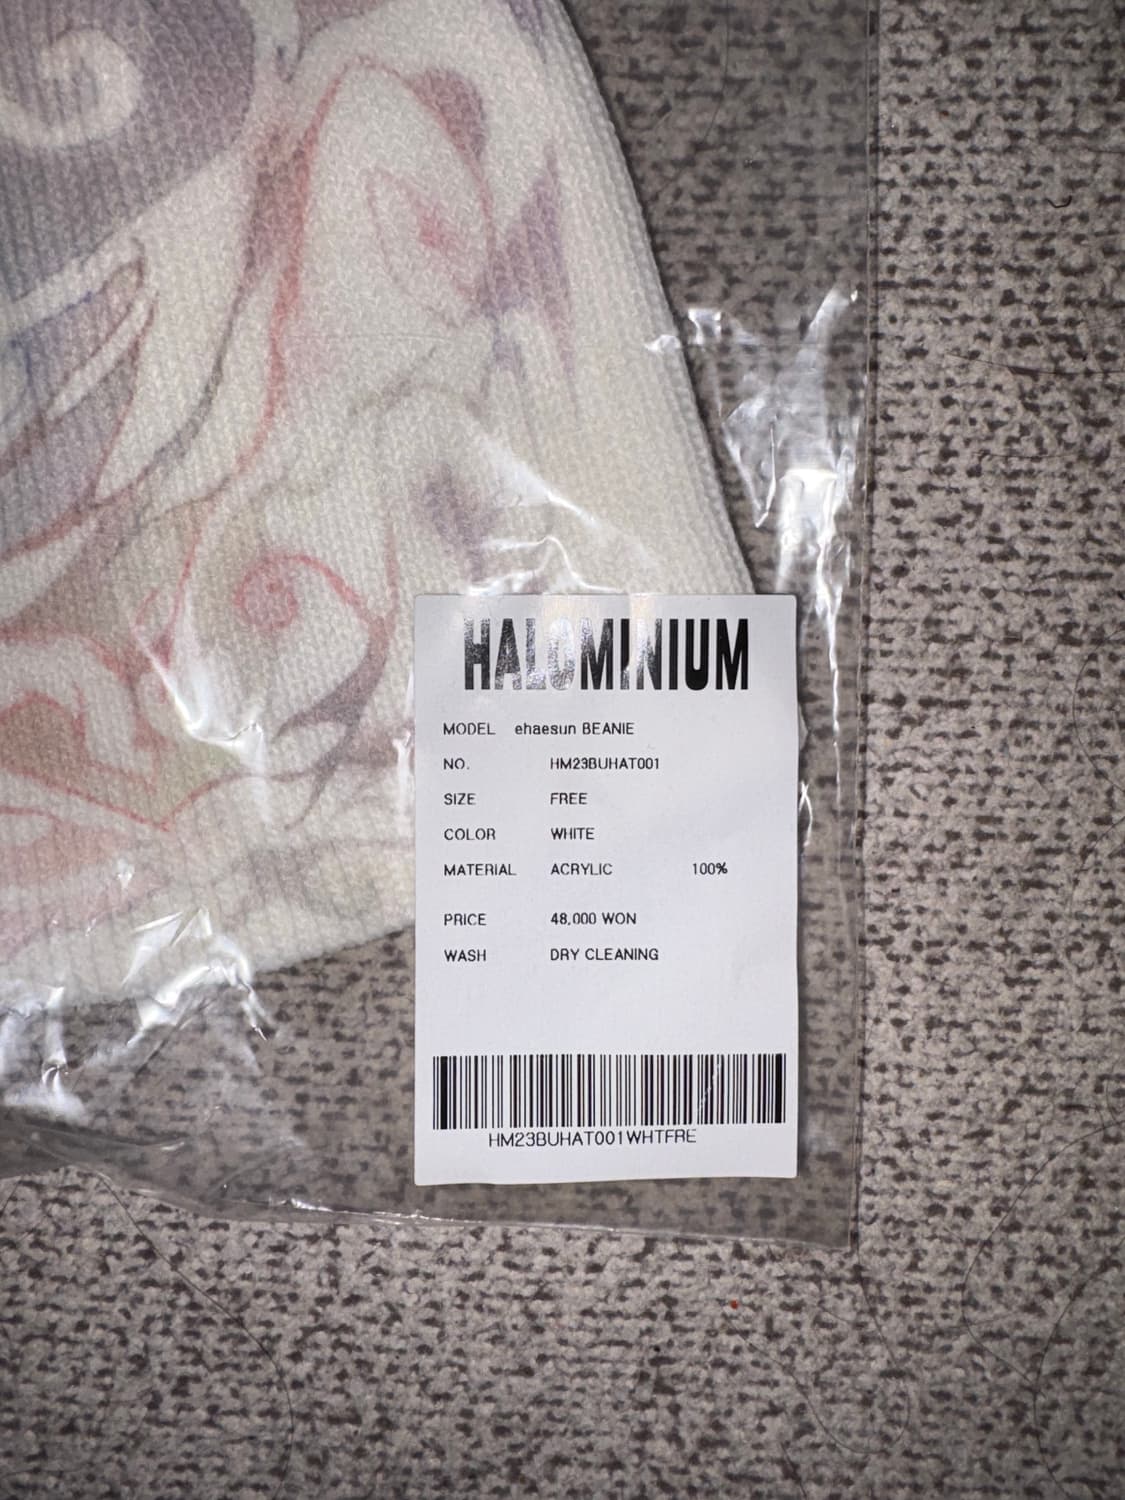 HALOMINIUM
MODEL ehaesun BEANIE
NO. HM23BUHAT001
SIZE FREE
COLOR WHITE
MATERIAL ACRYLIC 100%
PRICE 48,000 WON
WASH DRY CLEANING
HM23BUHAT001WHTFRE